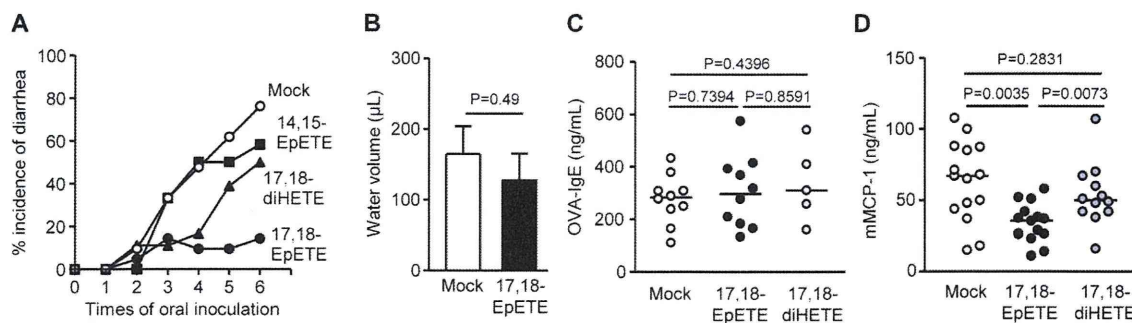 A
% incidence of diarrhea
100
80
60
40
20
0
0 1 2 3 4 5 6
Times of oral inoculation
Mock
14,15-
EpETE
17,18-
diHETE
17,18-
EpETE
B
Water volume (µL)
300
200
100
0
P=0.49
Mock
17,18-
EpETE
C
OVA-IgE (ng/mL)
800
600
400
200
0
P=0.4396
P=0.7394 P=0.8591
Mock
17,18-
EpETE
17,18-
diHETE
D
mMCP-1 (ng/mL)
150
100
50
0
P=0.2831
P=0.0035 P=0.0073
Mock
17,18-
EpETE
17,18-
diHETE